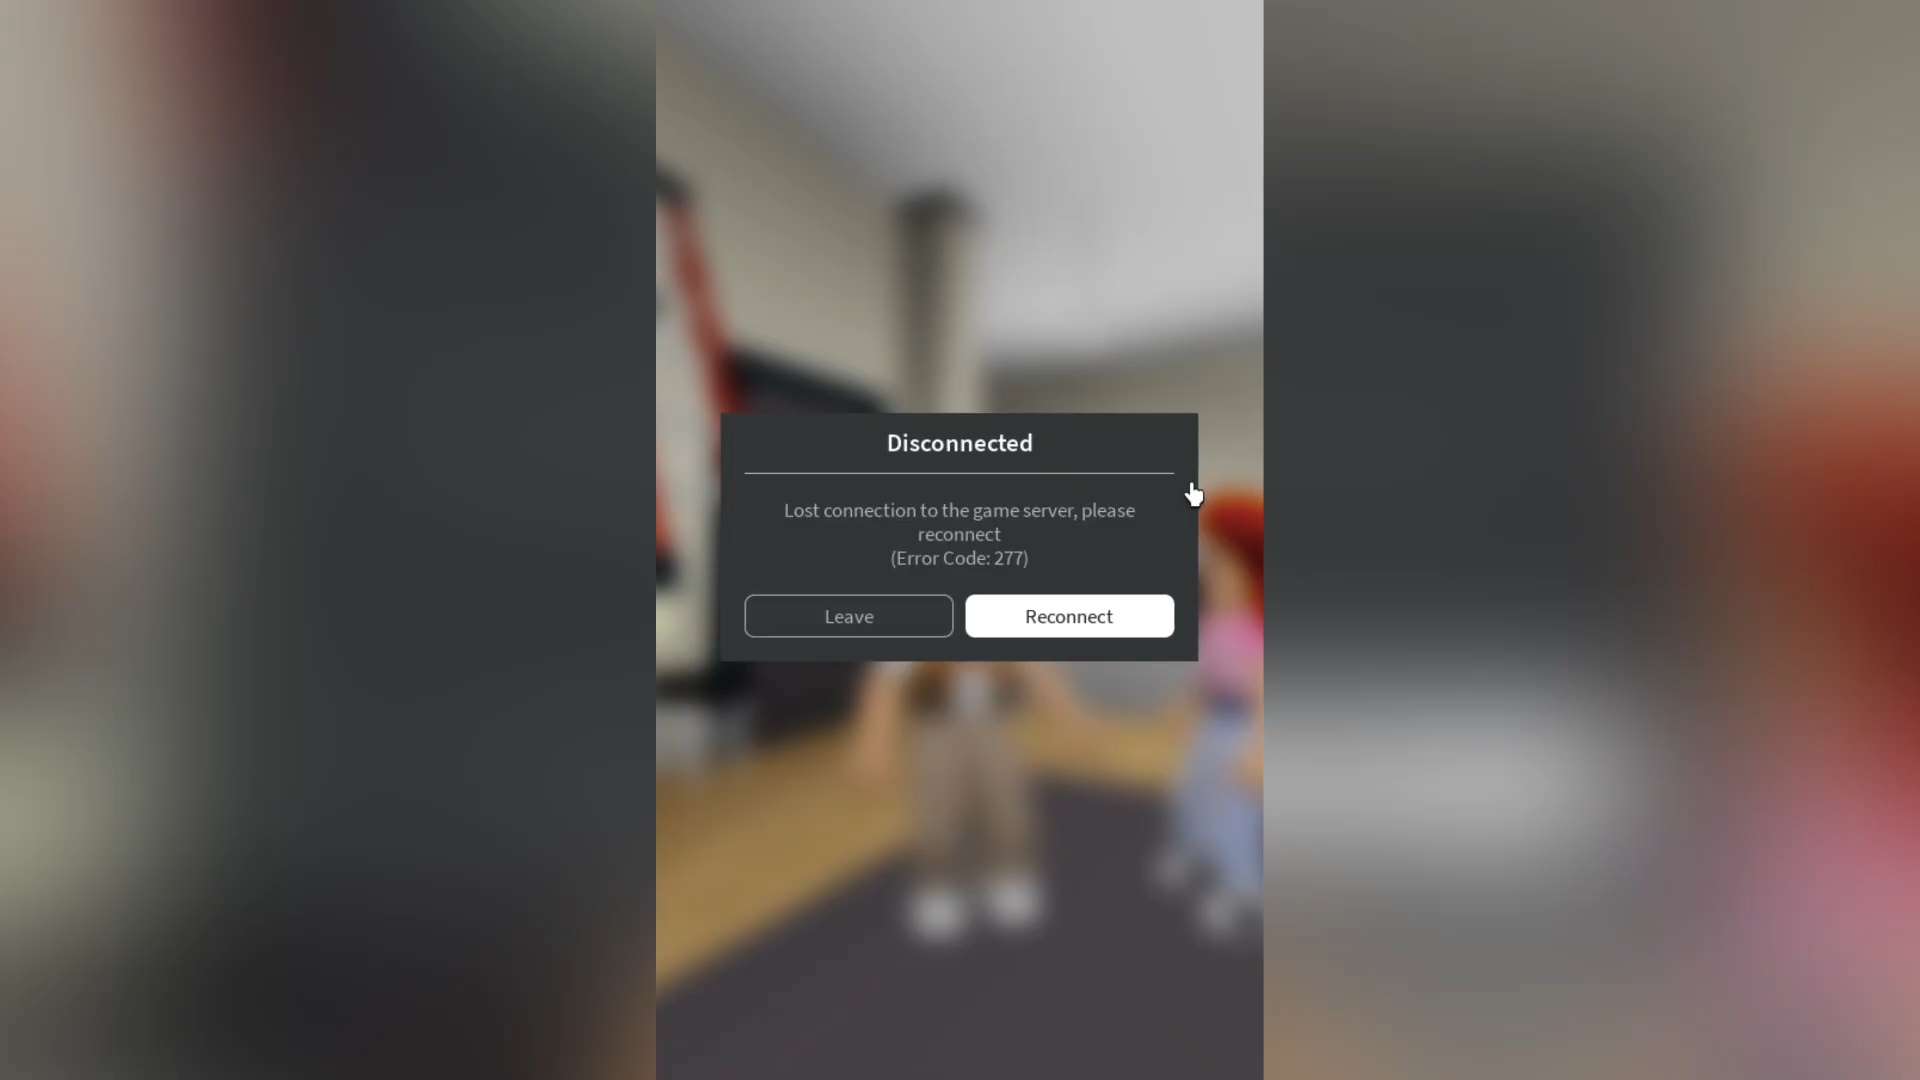 Disconnected
Lost connection to the game server, please
reconnect
(Error Code: 277)
Leave
Reconnect